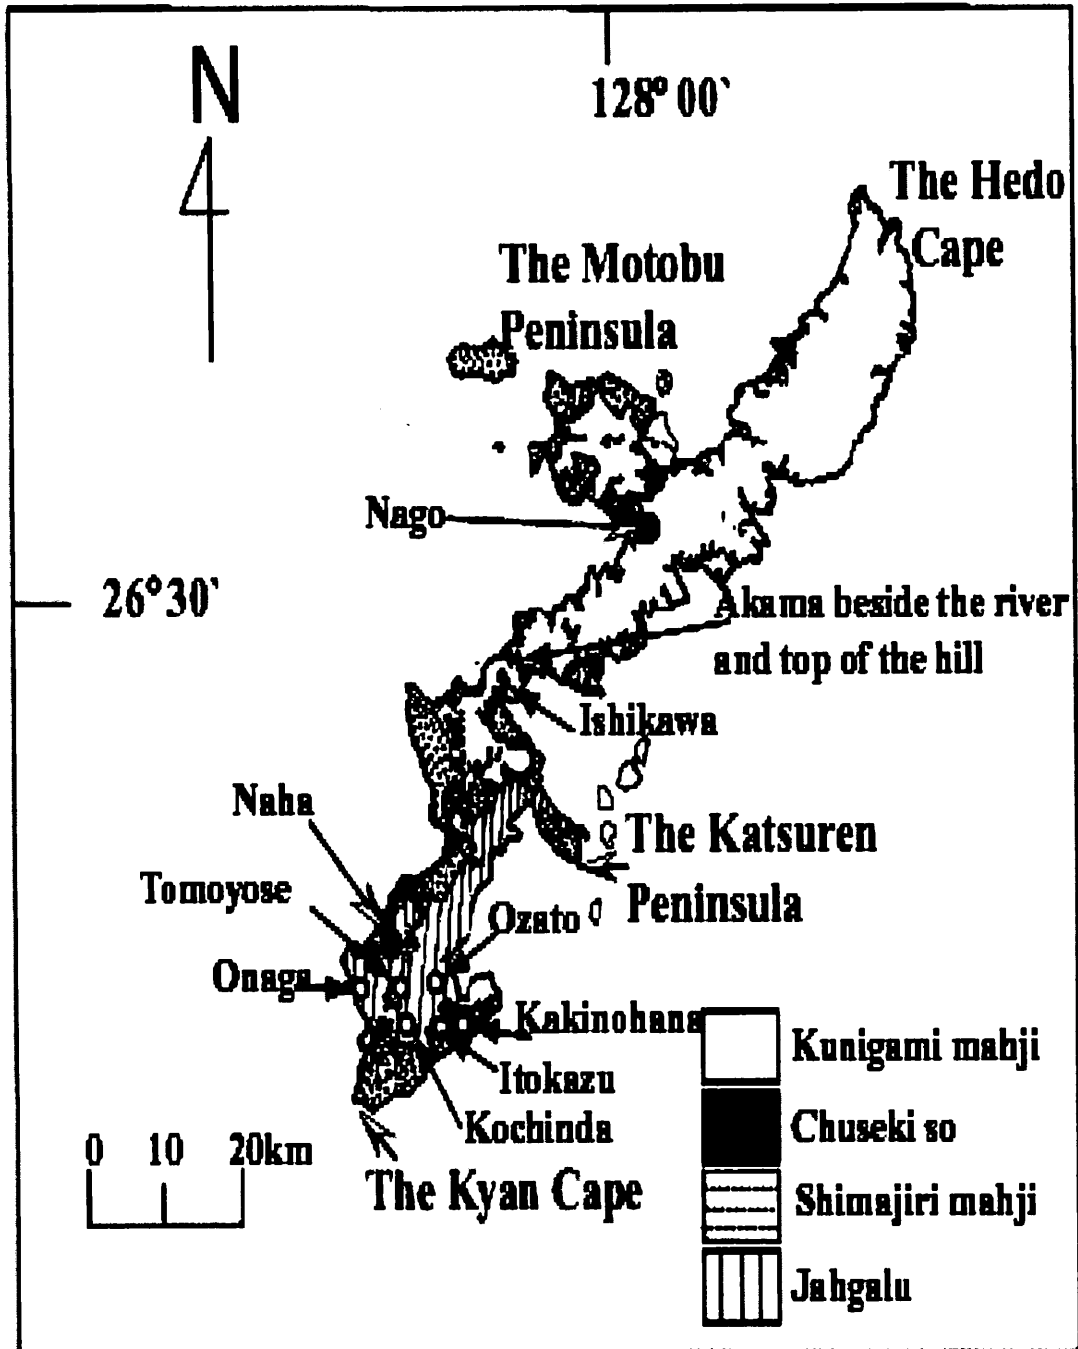 N
128° 00`
The Hedo
Cape
The Motobu
Peninsula
Nago
26°30`
Akama beside the river
and top of the hill
Ishikawa
Naha
The Katsuren
Peninsula
Tomoyose
Ozato
Onaga
Kakinohana
Itokazu
Kochinda
The Kyan Cape
0 10 20km
Kunigami mahji
Chuseki so
Shimajiri mahji
Jahgalu